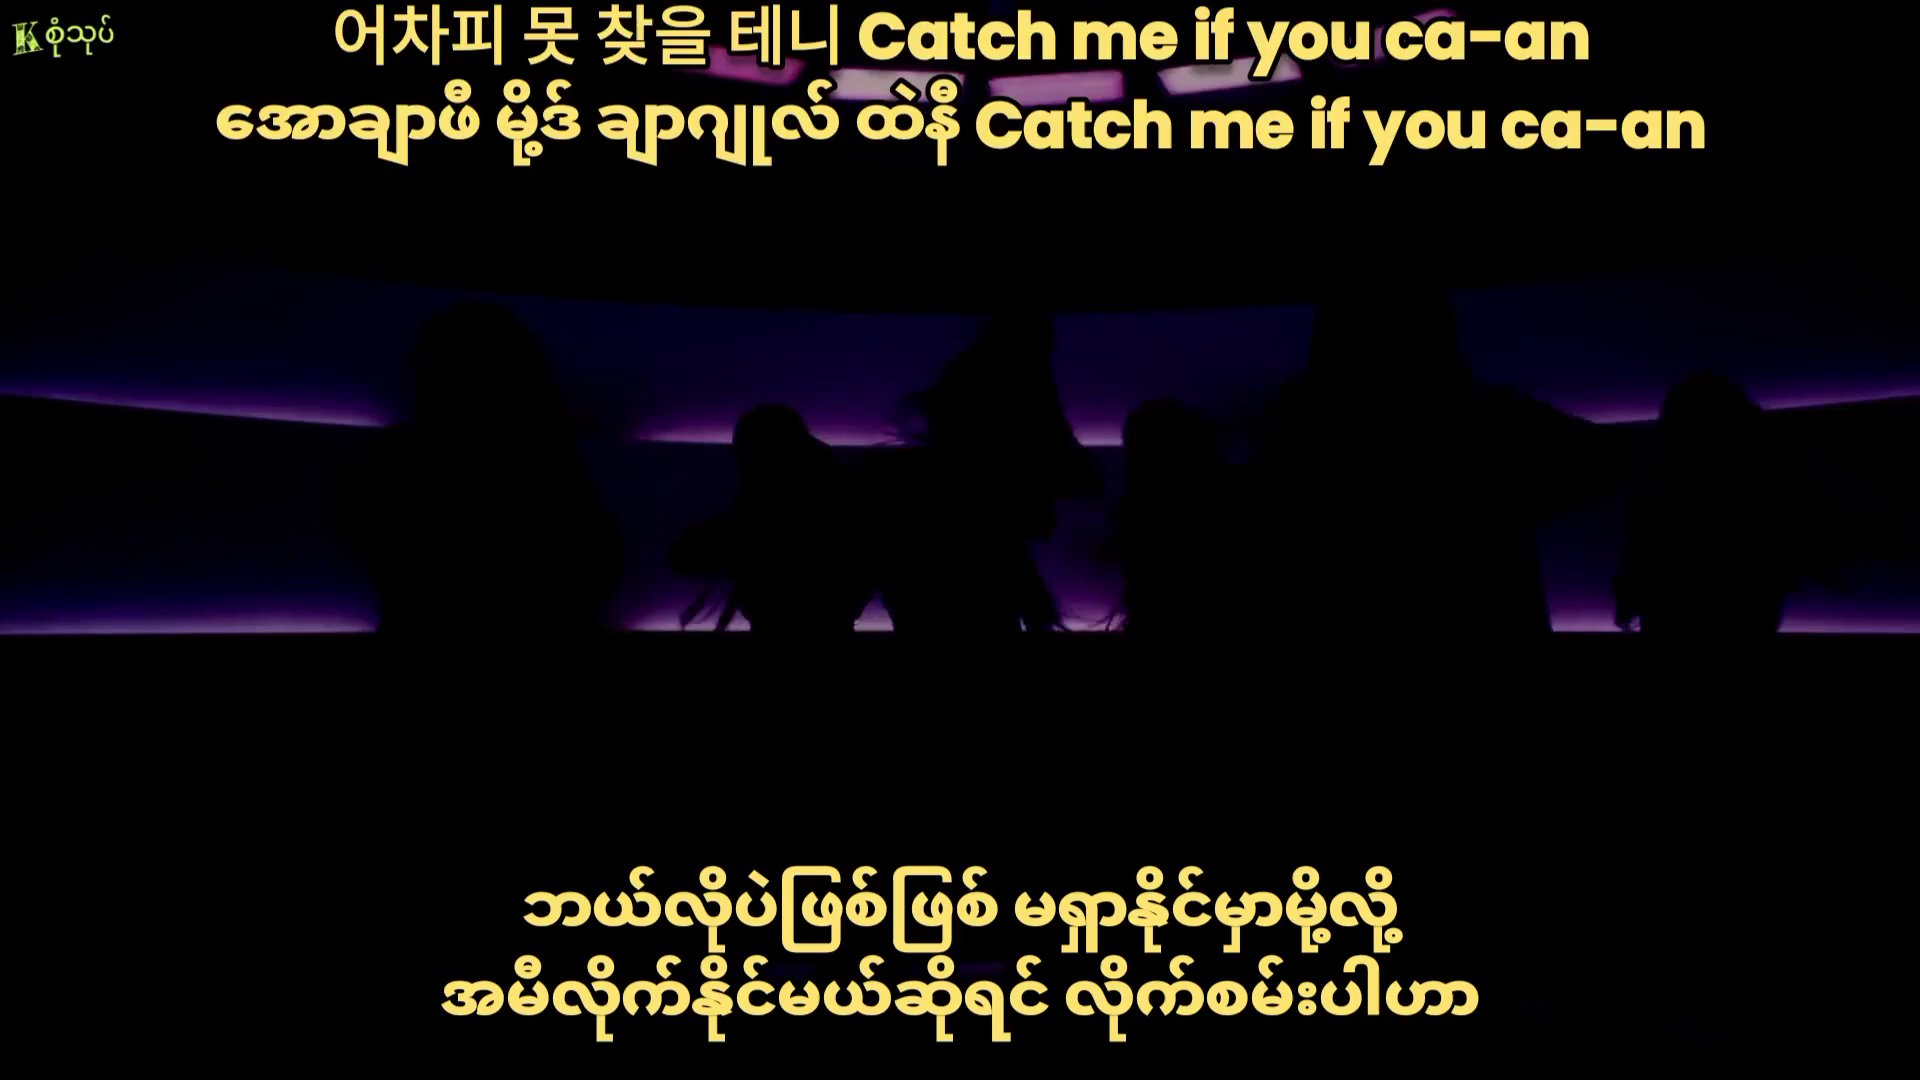 K စုံသုပ်
어차피 못 찾을 테니 Catch me if you ca-an
အောချာဖီ မို့ဒ် ချာဂျုလ် ထဲနီ Catch me if you ca-an
ဘယ်လိုပဲဖြစ်ဖြစ် မရှာနိုင်မှာမို့လို့
အမီလိုက်နိုင်မယ်ဆိုရင် လိုက်စမ်းပါဟာ